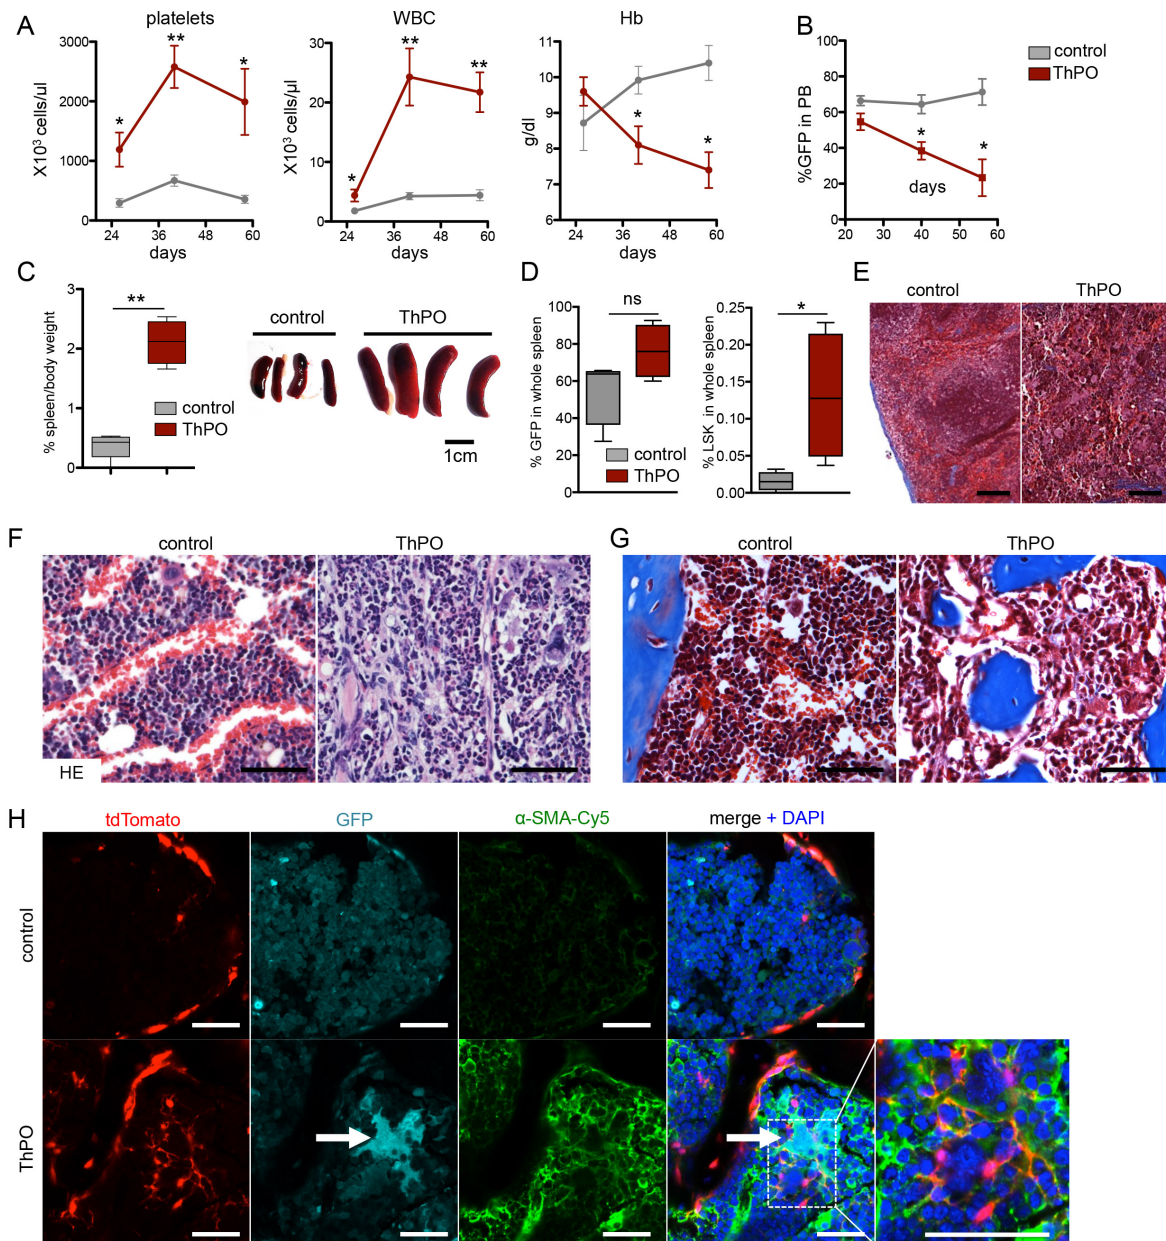 A
platelets
X10³ cells/µl
3000
2000
1000
0
**
*
*
24 36 48 60
days
WBC
X10³ cells/µl
30
20
10
0
**
**
*
24 36 48 60
days
Hb
g/dl
11
10
9
8
7
6
*
*
24 36 48 60
B
%GFP in PB
100
80
60
40
20
0
*
*
days
20 30 40 50 60
control
ThPO
C
% spleen/body weight
3
2
1
0
**
control
ThPO
control
ThPO
1cm
D
% GFP in whole spleen
100
80
60
40
20
0
ns
control
ThPO
% LSK in whole spleen
0.25
0.20
0.15
0.10
0.05
0.00
*
E
control
ThPO
F
control
ThPO
HE
G
control
ThPO
H
tdTomato
GFP
α-SMA-Cy5
merge + DAPI
control
ThPO